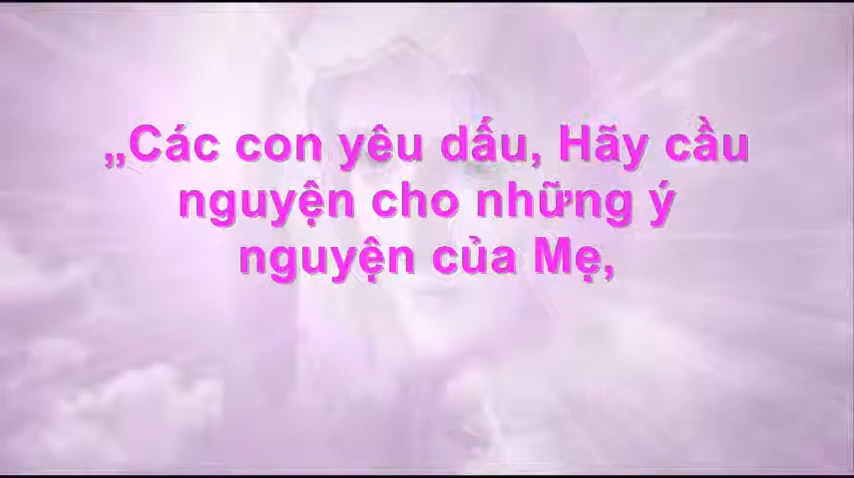 „Các con yêu dấu, Hãy cầu
nguyện cho những ý
nguyện của Mẹ,